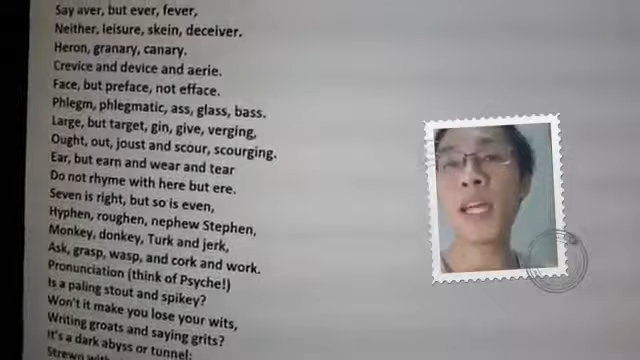 Say aver, but ever, fever,
Neither, leisure, skein, deceiver.
Heron, granary, canary.
Crevice and device and aerie.
Face, but preface, not efface.
Phlegm, phlegmatic, ass, glass, bass.
Large, but target, gin, give, verging,
Ought, out, joust and scour, scourging.
Ear, but earn and wear and tear
Do not rhyme with here but ere.
Seven is right, but so is even,
Hyphen, roughen, nephew Stephen,
Monkey, donkey, Turk and jerk,
Ask, grasp, wasp, and cork and work.
Pronunciation (think of Psyche!)
Is a paling stout and spikey?
Won't it make you lose your wits,
Writing groats and saying grits?
It's a dark abyss or tunnel:
Strewn with